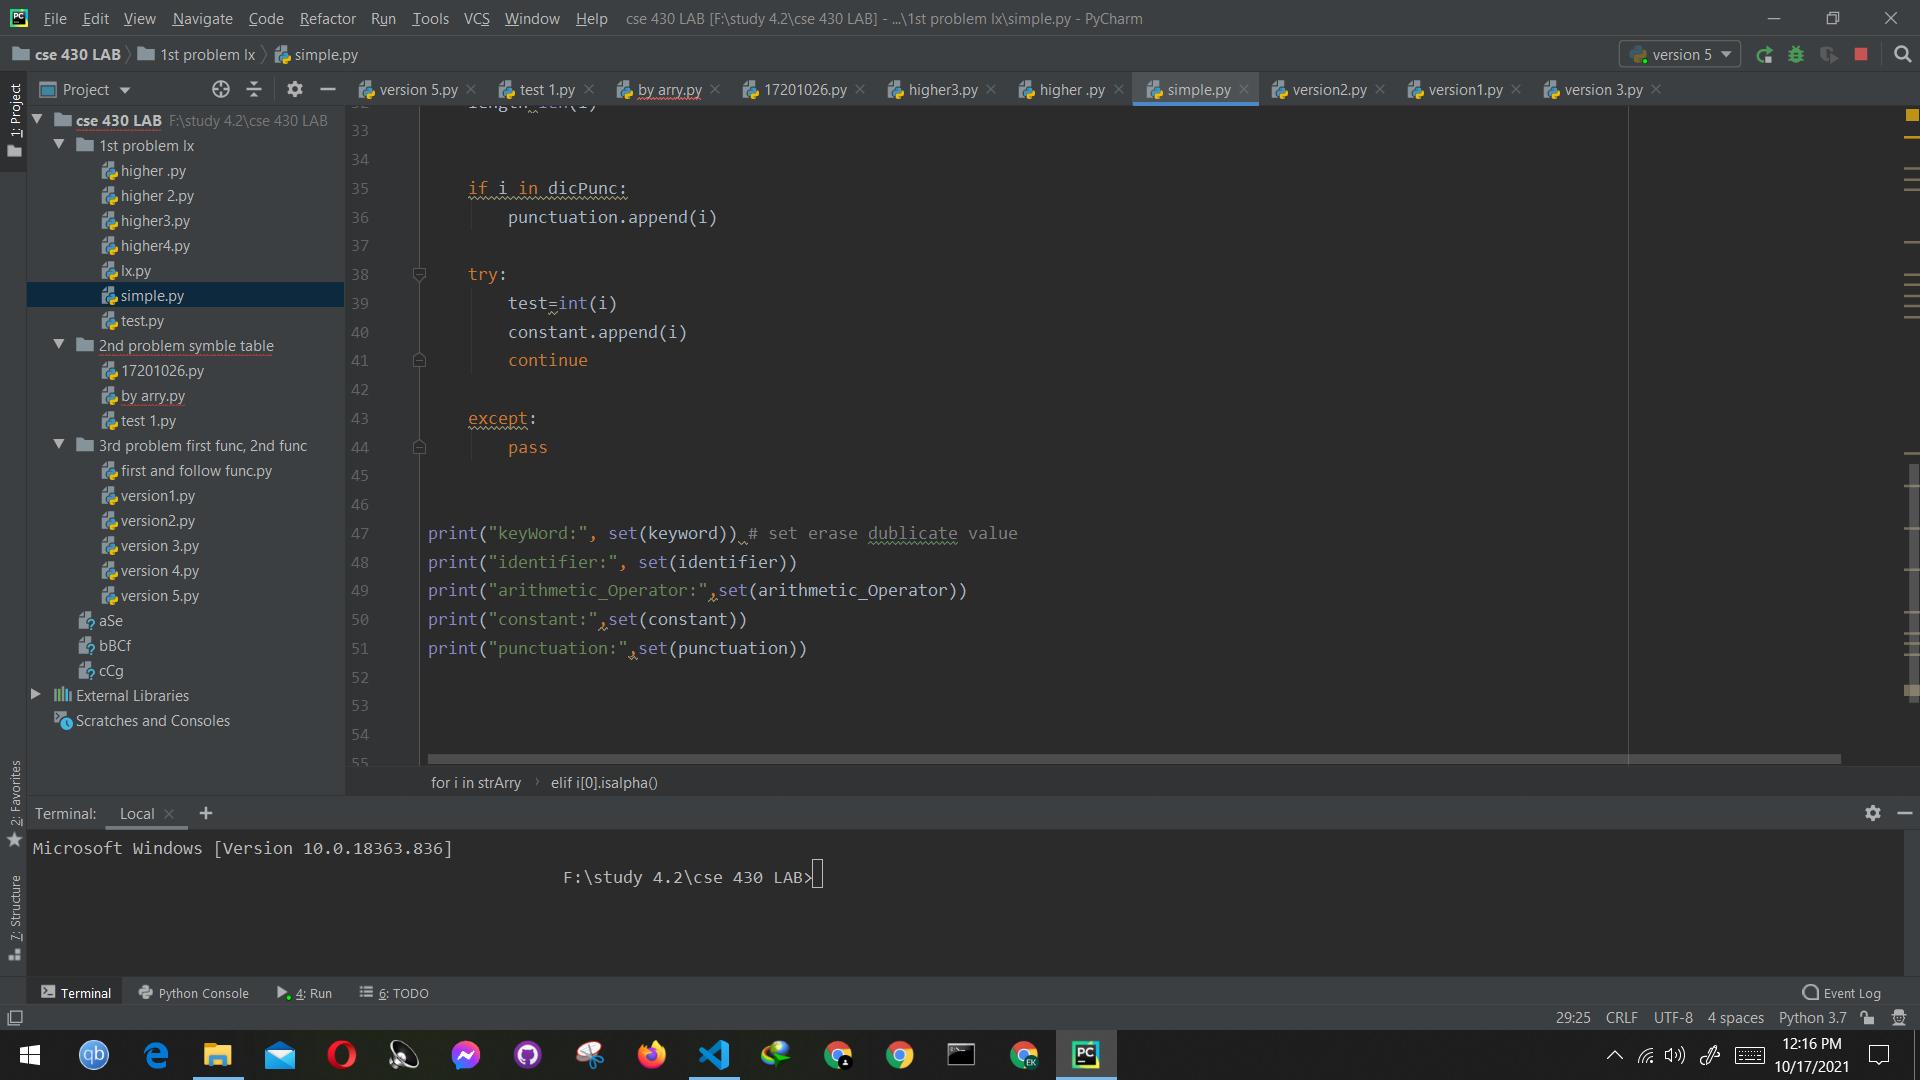 File Edit View Navigate Code Refactor Run Tools VCS Window Help cse 430 LAB [F:\study 4.2\cse 430 LAB] - ...\1st problem lx\simple.py - PyCharm
cse 430 LAB 1st problem lx simple.py version 5
Project version 5.py test 1.py by arry.py 17201026.py higher3.py higher .py simple.py version2.py version1.py version 3.py
1: Project
cse 430 LAB F:\study 4.2\cse 430 LAB
1st problem lx
higher .py
higher 2.py
higher3.py
higher4.py
lx.py
simple.py
test.py
2nd problem symble table
17201026.py
by arry.py
test 1.py
3rd problem first func, 2nd func
first and follow func.py
version1.py
version2.py
version 3.py
version 4.py
version 5.py
aSe
bBCf
cCg
External Libraries
Scratches and Consoles
2: Favorites
7: Structure
32 length=len(i)
33
34
35 if i in dicPunc:
36 punctuation.append(i)
37
38 try:
39 test=int(i)
40 constant.append(i)
41 continue
42
43 except:
44 pass
45
46
47 print("keyWord:", set(keyword)) # set erase dublicate value
48 print("identifier:", set(identifier))
49 print("arithmetic_Operator:",set(arithmetic_Operator))
50 print("constant:",set(constant))
51 print("punctuation:",set(punctuation))
52
53
54
55
for i in strArry elif i[0].isalpha()
Terminal: Local
Microsoft Windows [Version 10.0.18363.836]
F:\study 4.2\cse 430 LAB>
Terminal Python Console 4: Run 6: TODO Event Log
29:25 CRLF UTF-8 4 spaces Python 3.7
qb EK PC
12:16 PM
10/17/2021